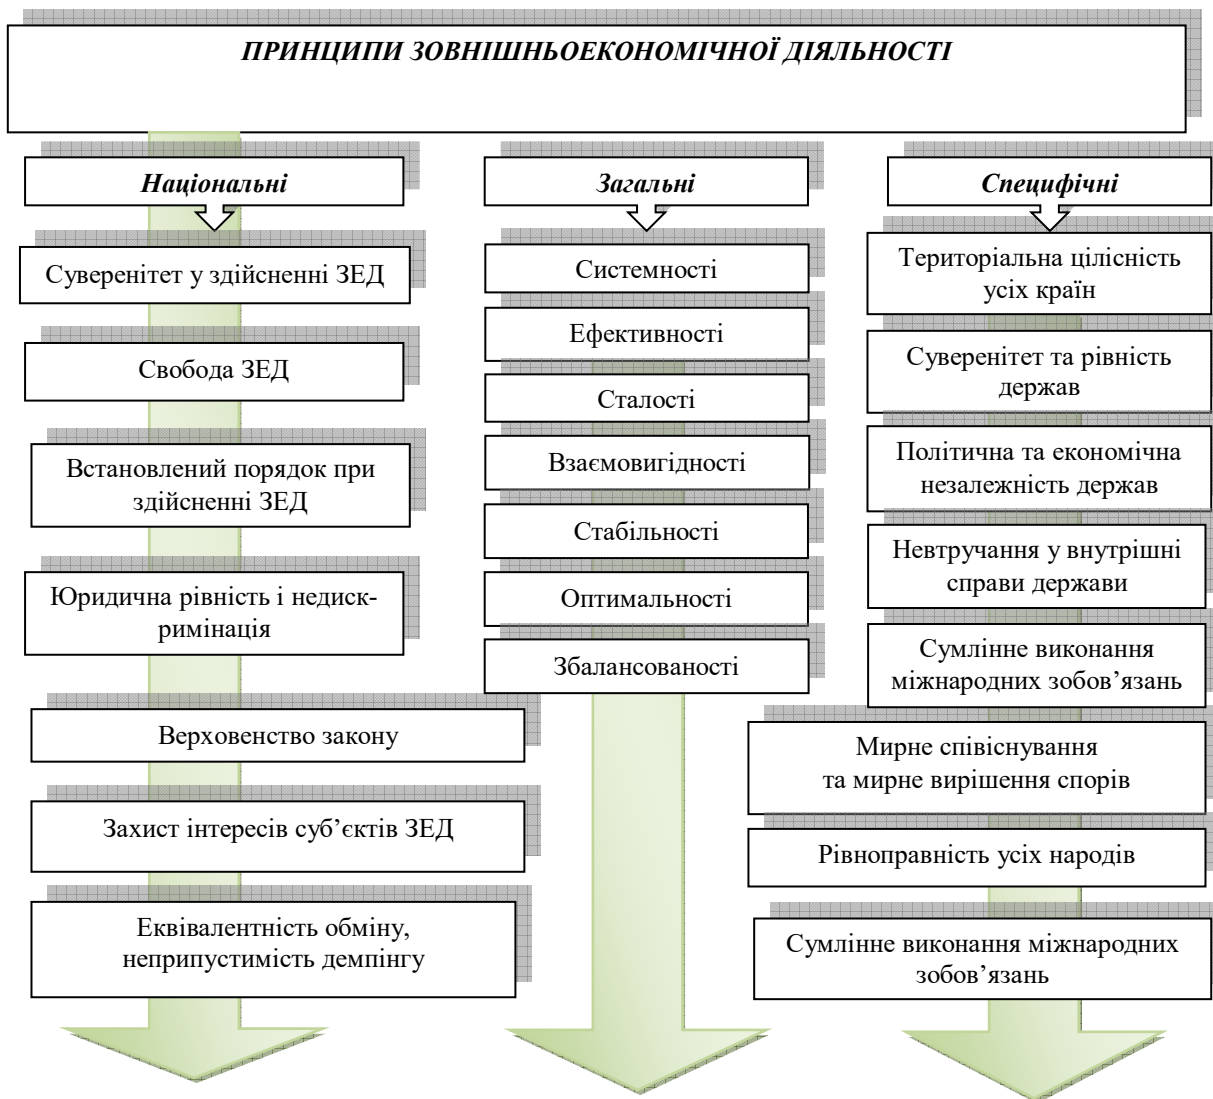 ПРИНЦИПИ ЗОВНІШНЬОЕКОНОМІЧНОЇ ДІЯЛЬНОСТІ
Національні
Суверенітет у здійсненні ЗЕД
Свобода ЗЕД
Встановлений порядок при
здійсненні ЗЕД
Юридична рівність і недиск-
римінація
Верховенство закону
Захист інтересів суб’єктів ЗЕД
Еквівалентність обміну,
неприпустимість демпінгу
Загальні
Системності
Ефективності
Сталості
Взаємовигідності
Стабільності
Оптимальності
Збалансованості
Специфічні
Територіальна цілісність
усіх країн
Суверенітет та рівність
держав
Політична та економічна
незалежність держав
Невтручання у внутрішні
справи держави
Сумлінне виконання
міжнародних зобов’язань
Мирне співіснування
та мирне вирішення спорів
Рівноправність усіх народів
Сумлінне виконання міжнародних
зобов’язань